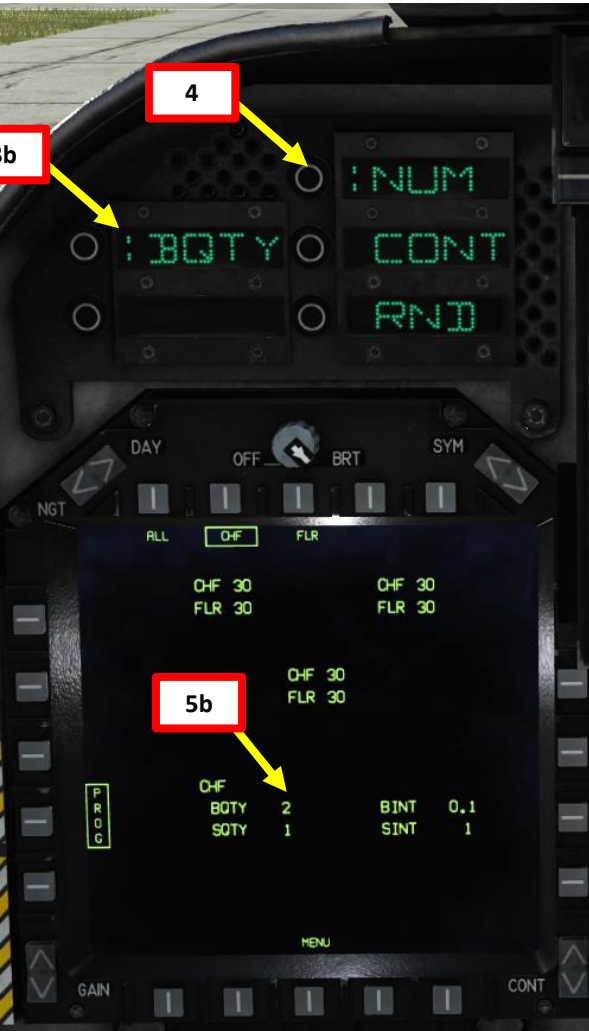 4
: NUM
: BQTY
CONT
RND
DAY
OFF
BRT
SYM
NGT
ALL
CHF
FLR
CHF 30
FLR 30
CHF 30
FLR 30
CHF 30
FLR 30
5b
CHF
BQTY 2
SQTY 1
BINT 0.1
SINT 1
PROG
MENU
GAIN
CONT